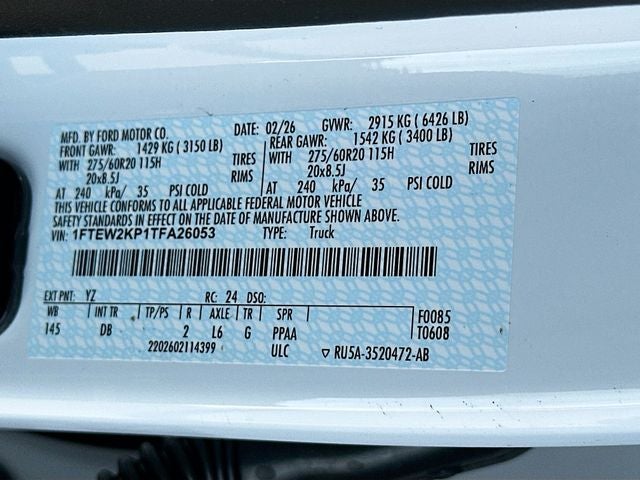 MFD. BY FORD MOTOR CO.
DATE: 02/26 GVWR: 2915 KG ( 6426 LB)
FRONT GAWR: 1429 KG ( 3150 LB)
WITH 275/60R20 115H TIRES
20x8.5J RIMS
AT 240 kPa/ 35 PSI COLD
REAR GAWR: 1542 KG ( 3400 LB)
WITH 275/60R20 115H TIRES
20x8.5J RIMS
AT 240 kPa/ 35 PSI COLD
THIS VEHICLE CONFORMS TO ALL APPLICABLE FEDERAL MOTOR VEHICLE
SAFETY STANDARDS IN EFFECT ON THE DATE OF MANUFACTURE SHOWN ABOVE.
VIN: 1FTEW2KP1TFA26053 TYPE: Truck
EXT PNT: YZ RC: 24 DSO:
WB INT TR TP/PS R AXLE TR SPR F0085
145 DB 2 L6 G PPAA T0608
2202602114399 ULC ▽ RU5A-3520472-AB